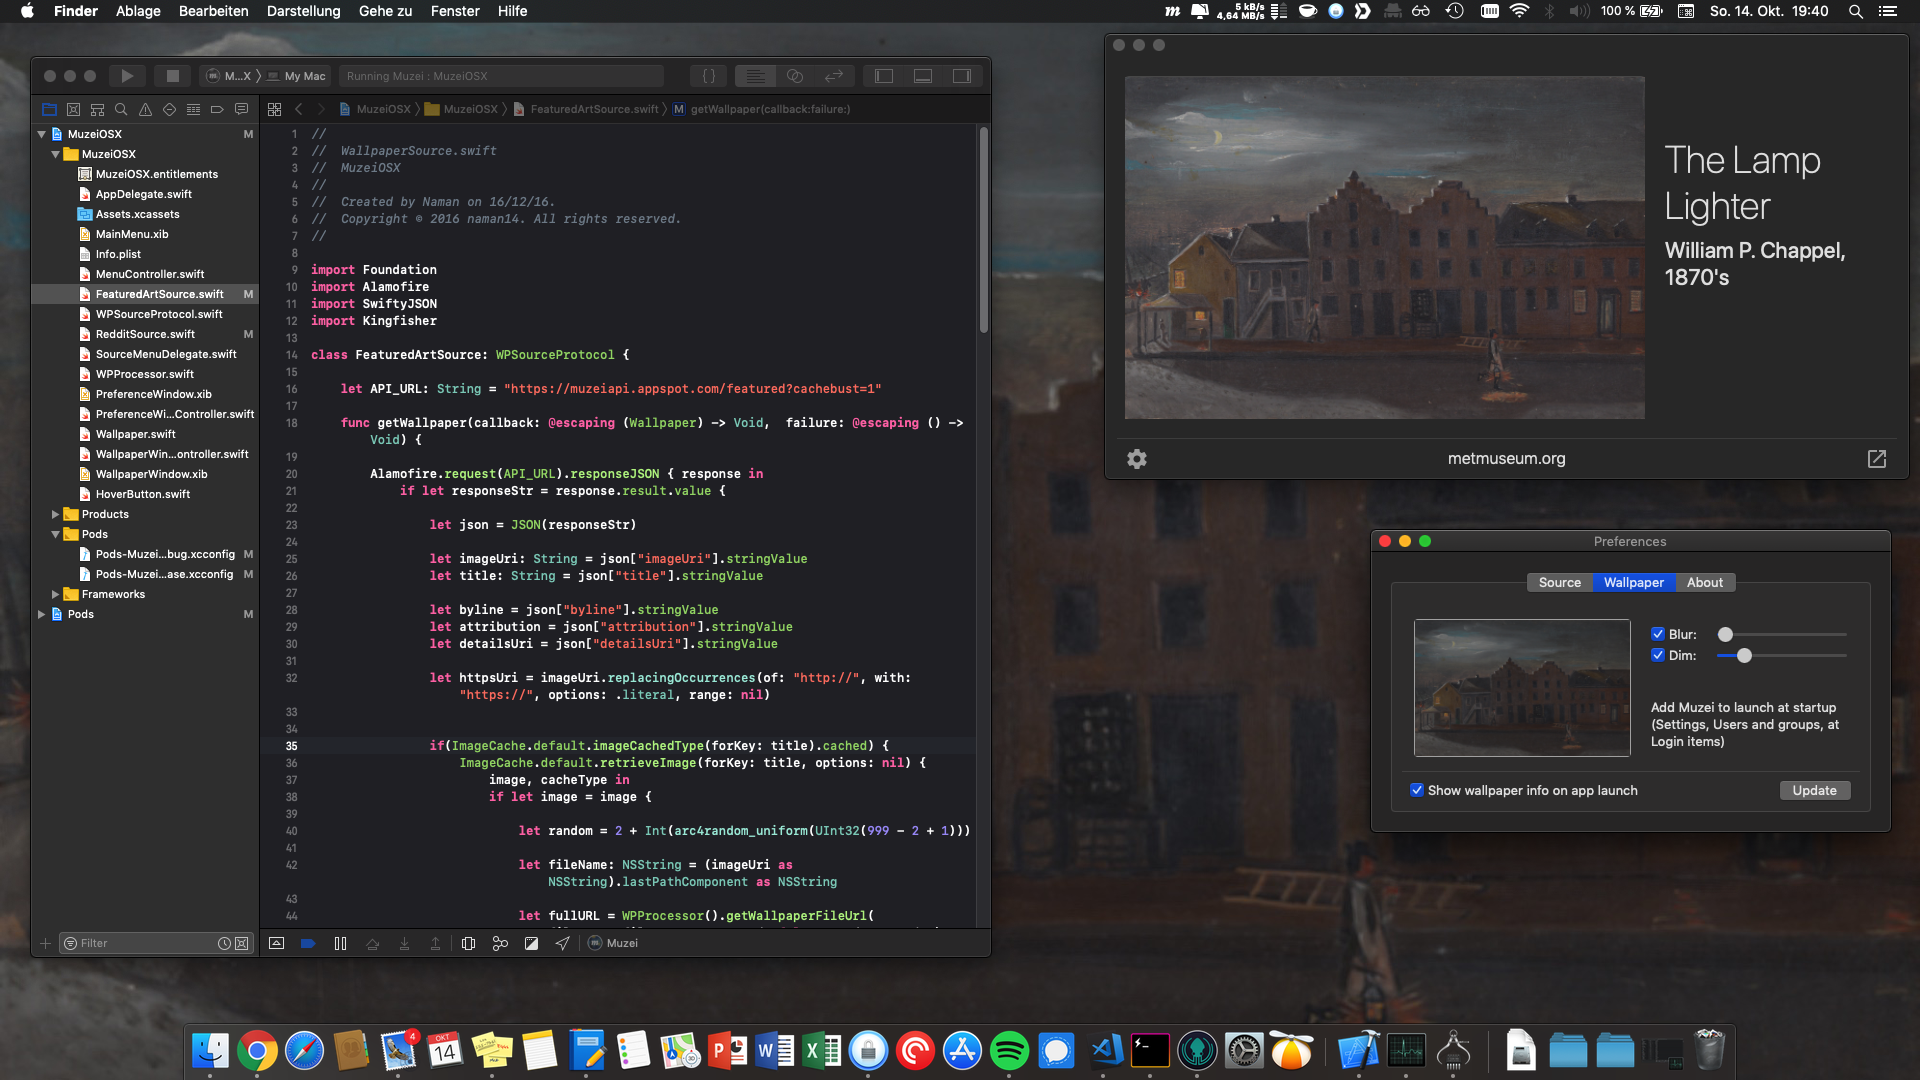 Finder Ablage Bearbeiten Darstellung Gehe zu Fenster Hilfe
5 kB/s
4,64 MB/s
100 %
So. 14. Okt. 19:40
M...X My Mac
Running Muzei : MuzeiOSX
MuzeiOSX MuzeiOSX FeaturedArtSource.swift M getWallpaper(callback:failure:)
MuzeiOSX M
MuzeiOSX
MuzeiOSX.entitlements
AppDelegate.swift
Assets.xcassets
MainMenu.xib
Info.plist
MenuController.swift
FeaturedArtSource.swift M
WPSourceProtocol.swift
RedditSource.swift M
SourceMenuDelegate.swift
WPProcessor.swift
PreferenceWindow.xib
PreferenceWi...Controller.swift
Wallpaper.swift
WallpaperWin...ontroller.swift
WallpaperWindow.xib
HoverButton.swift
Products
Pods
Pods-Muzei...bug.xcconfig M
Pods-Muzei...ase.xcconfig M
Frameworks
Pods M
Filter
1 //
2 // WallpaperSource.swift
3 // MuzeiOSX
4 //
5 // Created by Naman on 16/12/16.
6 // Copyright © 2016 naman14. All rights reserved.
7 //
8
9 import Foundation
10 import Alamofire
11 import SwiftyJSON
12 import Kingfisher
13
14 class FeaturedArtSource: WPSourceProtocol {
15
16 let API_URL: String = "https://muzeiapi.appspot.com/featured?cachebust=1"
17
18 func getWallpaper(callback: @escaping (Wallpaper) -> Void, failure: @escaping () ->
Void) {
19
20 Alamofire.request(API_URL).responseJSON { response in
21 if let responseStr = response.result.value {
22
23 let json = JSON(responseStr)
24
25 let imageUri: String = json["imageUri"].stringValue
26 let title: String = json["title"].stringValue
27
28 let byline = json["byline"].stringValue
29 let attribution = json["attribution"].stringValue
30 let detailsUri = json["detailsUri"].stringValue
31
32 let httpsUri = imageUri.replacingOccurrences(of: "http://", with:
"https://", options: .literal, range: nil)
33
34
35 if(ImageCache.default.imageCachedType(forKey: title).cached) {
36 ImageCache.default.retrieveImage(forKey: title, options: nil) {
37 image, cacheType in
38 if let image = image {
39
40 let random = 2 + Int(arc4random_uniform(UInt32(999 - 2 + 1)))
41
42 let fileName: NSString = (imageUri as
NSString).lastPathComponent as NSString
43
44 let fullURL = WPProcessor().getWallpaperFileUrl(
Muzei
The Lamp
Lighter
William P. Chappel,
1870's
metmuseum.org
Preferences
Source Wallpaper About
Blur:
Dim:
Add Muzei to launch at startup
(Settings, Users and groups, at
Login items)
Show wallpaper info on app launch
Update
4
OKT
14